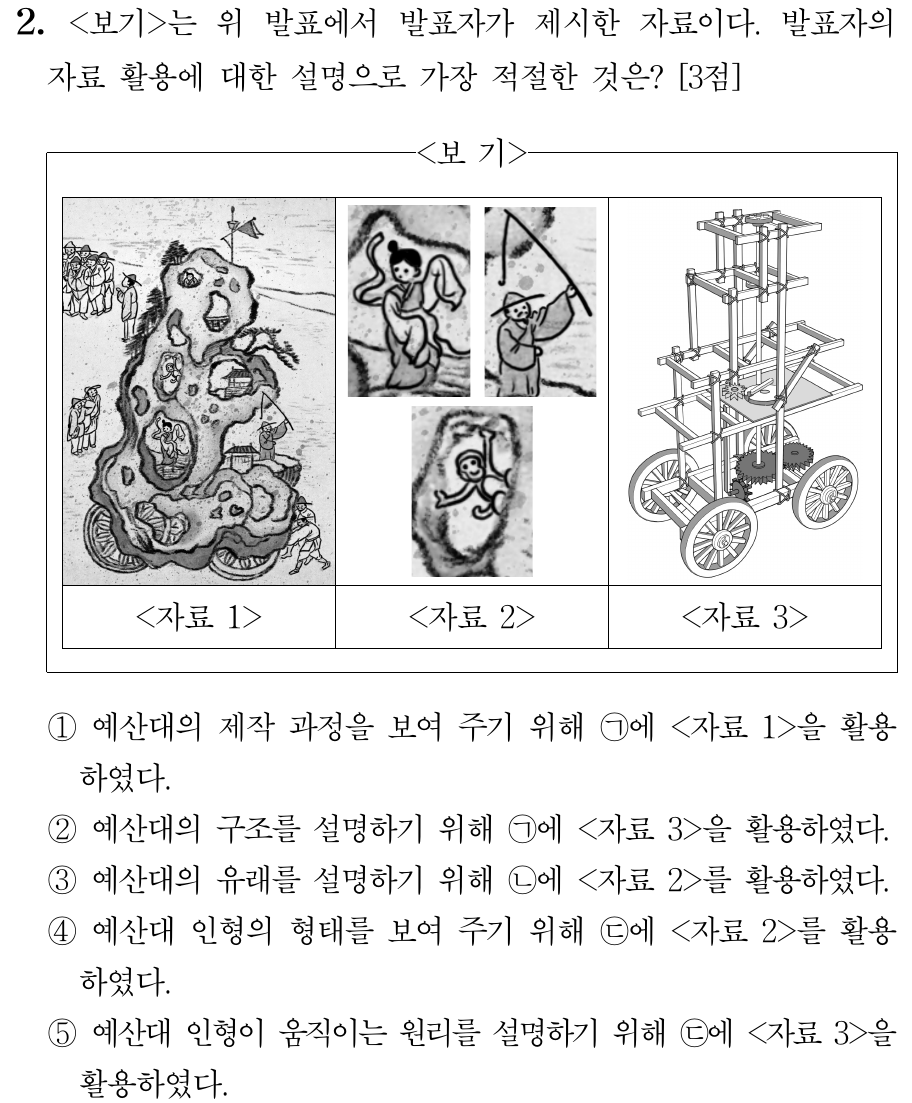 2. <보기>는 위 발표에서 발표자가 제시한 자료이다. 발표자의
자료 활용에 대한 설명으로 가장 적절한 것은? [3점]
<보 기>
<자료 1> <자료 2> <자료 3>
① 예산대의 제작 과정을 보여 주기 위해 ㉠에 <자료 1>을 활용
하였다.
② 예산대의 구조를 설명하기 위해 ㉠에 <자료 3>을 활용하였다.
③ 예산대의 유래를 설명하기 위해 ㉡에 <자료 2>를 활용하였다.
④ 예산대 인형의 형태를 보여 주기 위해 ㉢에 <자료 2>를 활용
하였다.
⑤ 예산대 인형이 움직이는 원리를 설명하기 위해 ㉢에 <자료 3>을
활용하였다.